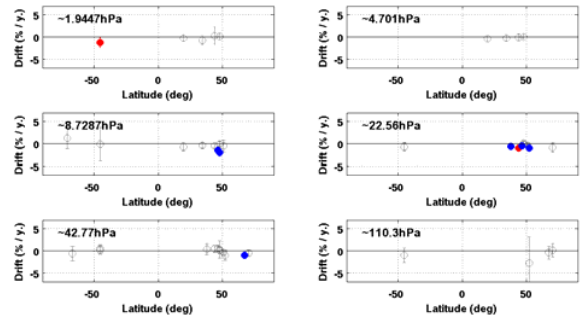 ~1.9447hPa
Drift (% / y.)
5
0
-5
-50
0
50
Latitude (deg)
~4.701hPa
Drift (% / y.)
5
0
-5
-50
0
50
Latitude (deg)
~8.7287hPa
Drift (% / y.)
5
0
-5
-50
0
50
Latitude (deg)
~22.56hPa
Drift (% / y.)
5
0
-5
-50
0
50
Latitude (deg)
~42.77hPa
Drift (% / y.)
5
0
-5
-50
0
50
Latitude (deg)
~110.3hPa
Drift (% / y.)
5
0
-5
-50
0
50
Latitude (deg)